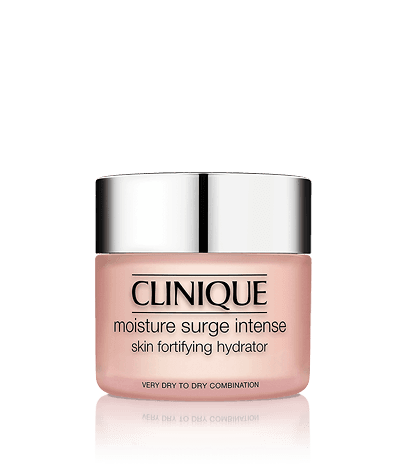 CLINIQUE
moisture surge intense
skin fortifying hydrator
VERY DRY TO DRY COMBINATION